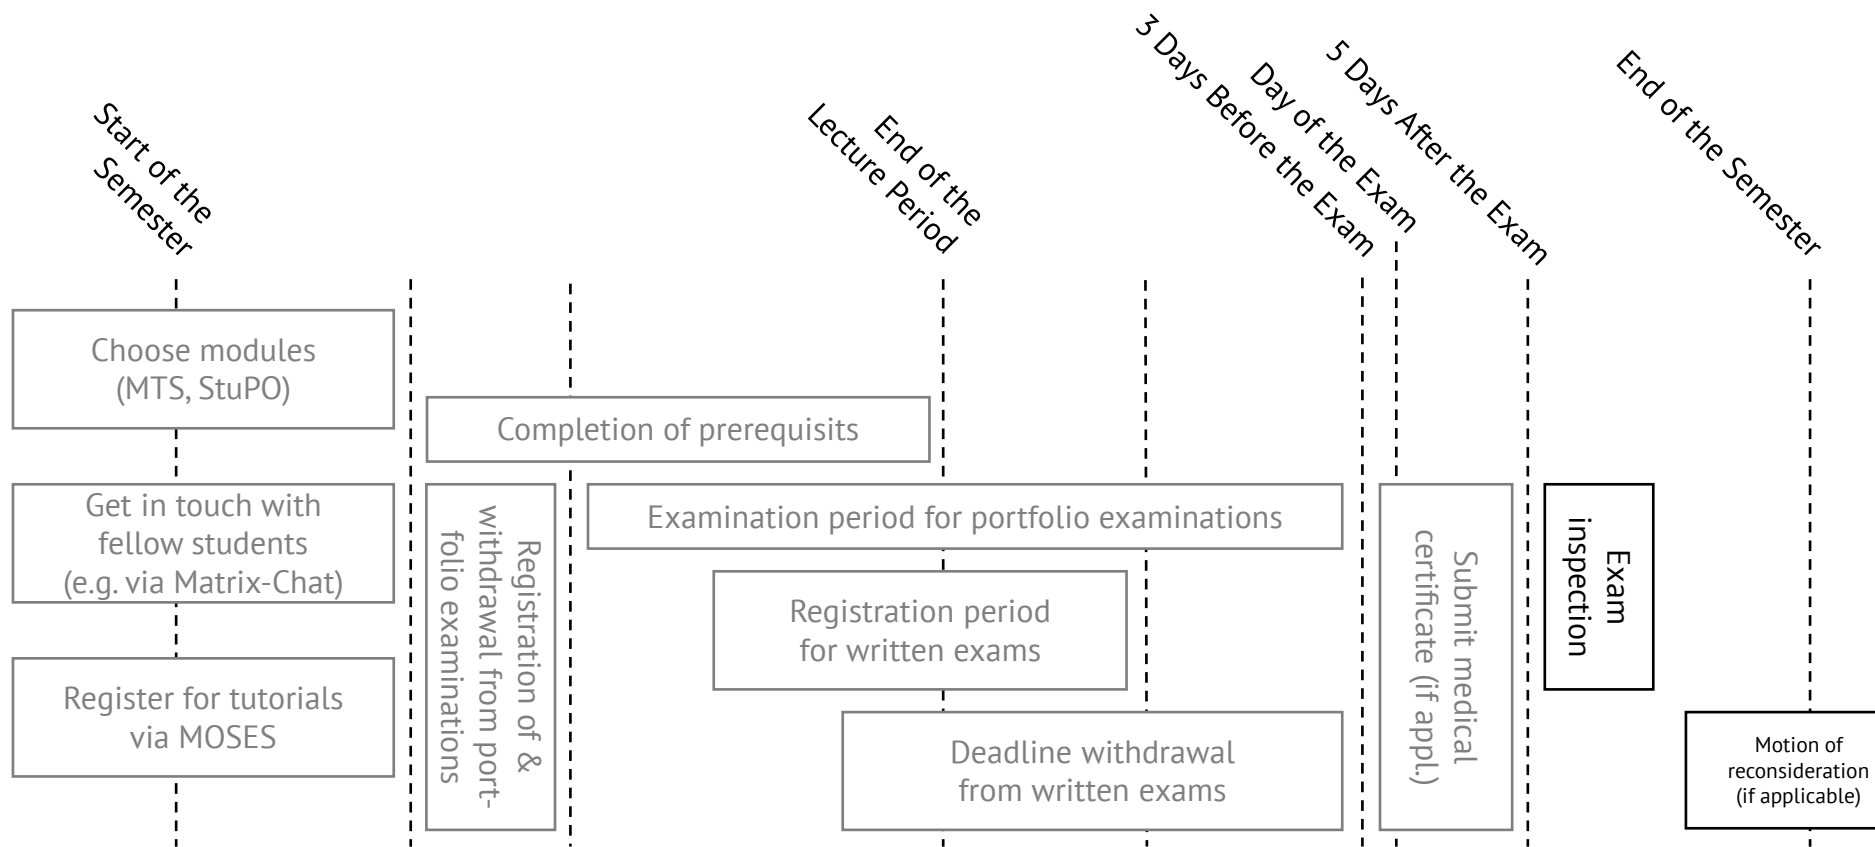 Start of the
Semester
End of the
Lecture Period
3 Days Before the Exam
Day of the Exam
5 Days After the Exam
End of the Semester
Choose modules
(MTS, StuPO)
Get in touch with
fellow students
(e.g. via Matrix-Chat)
Register for tutorials
via MOSES
Completion of prerequisits
Registration of &
withdrawal from port-
folio examinations
Examination period for portfolio examinations
Registration period
for written exams
Deadline withdrawal
from written exams
Submit medical
certificate (if appl.)
Exam
inspection
Motion of
reconsideration
(if applicable)